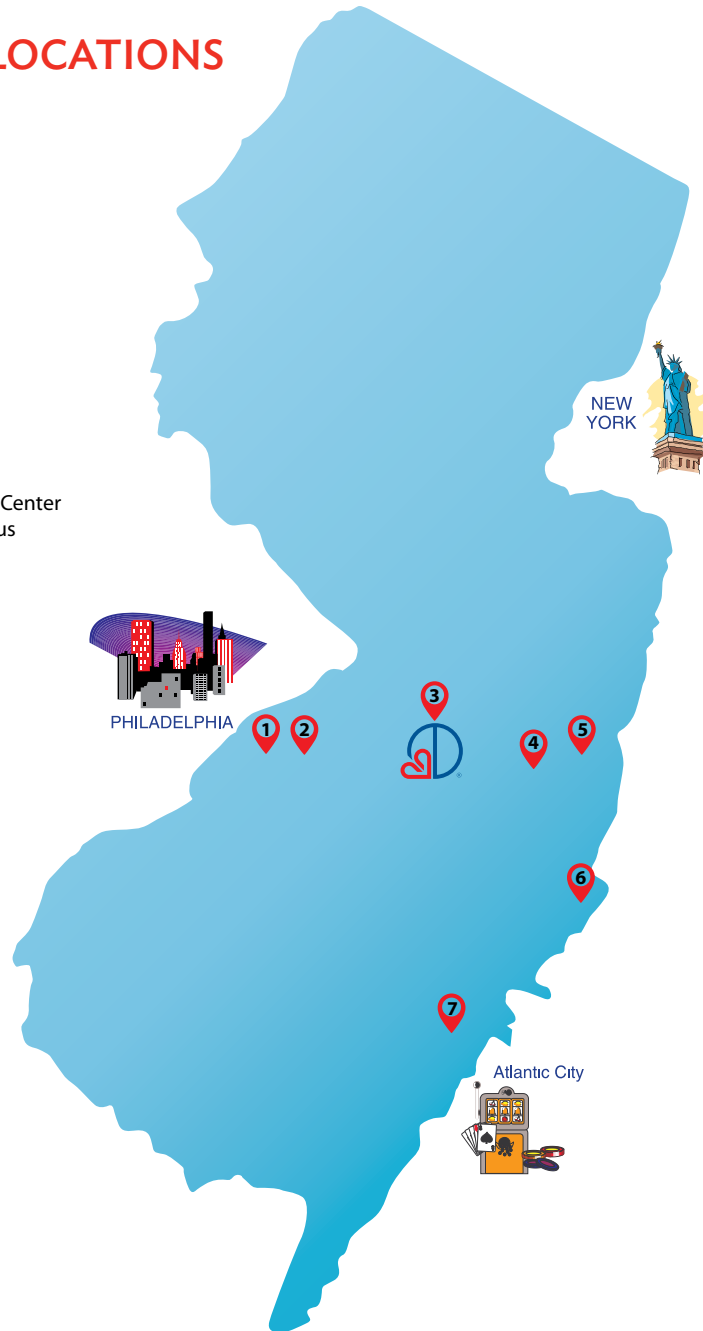 LOCATIONS
NEW
YORK
Center
us
PHILADELPHIA
1
2
3
4
5
®
6
7
Atlantic City